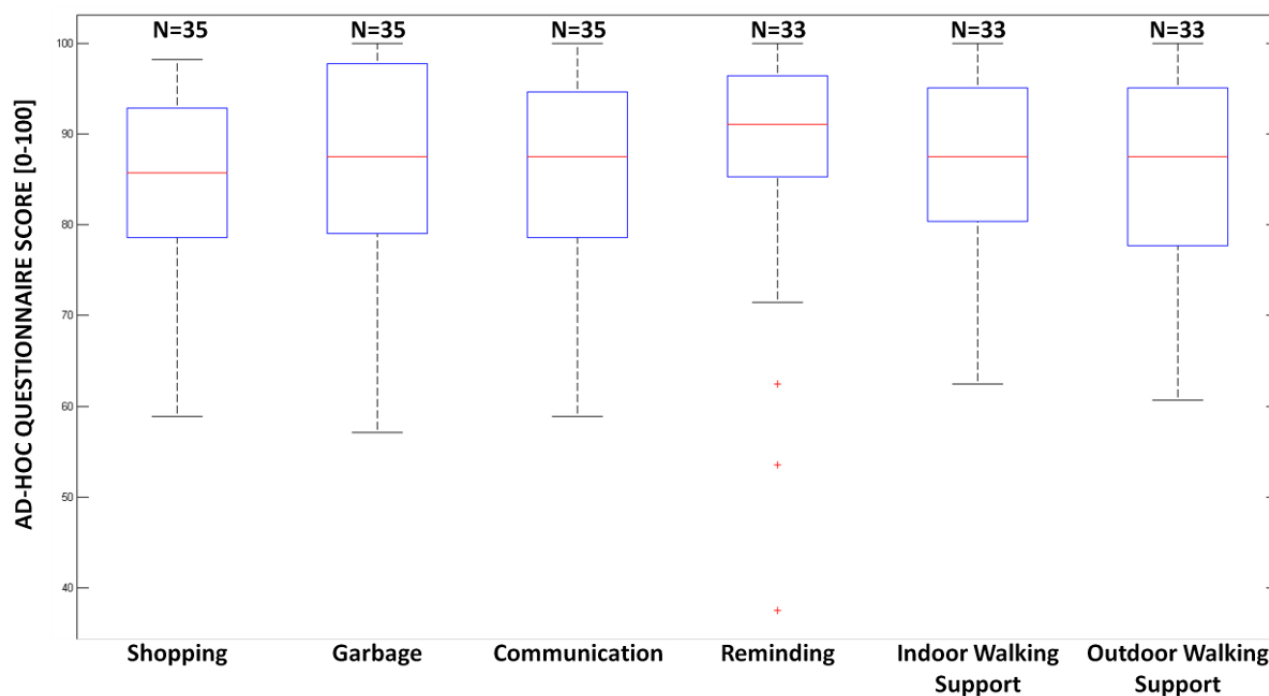 N=35 N=35 N=35 N=33 N=33 N=33
AD-HOC QUESTIONNAIRE SCORE [0-100]
100
90
80
70
60
50
40
Shopping Garbage Communication Reminding Indoor Walking Support Outdoor Walking Support